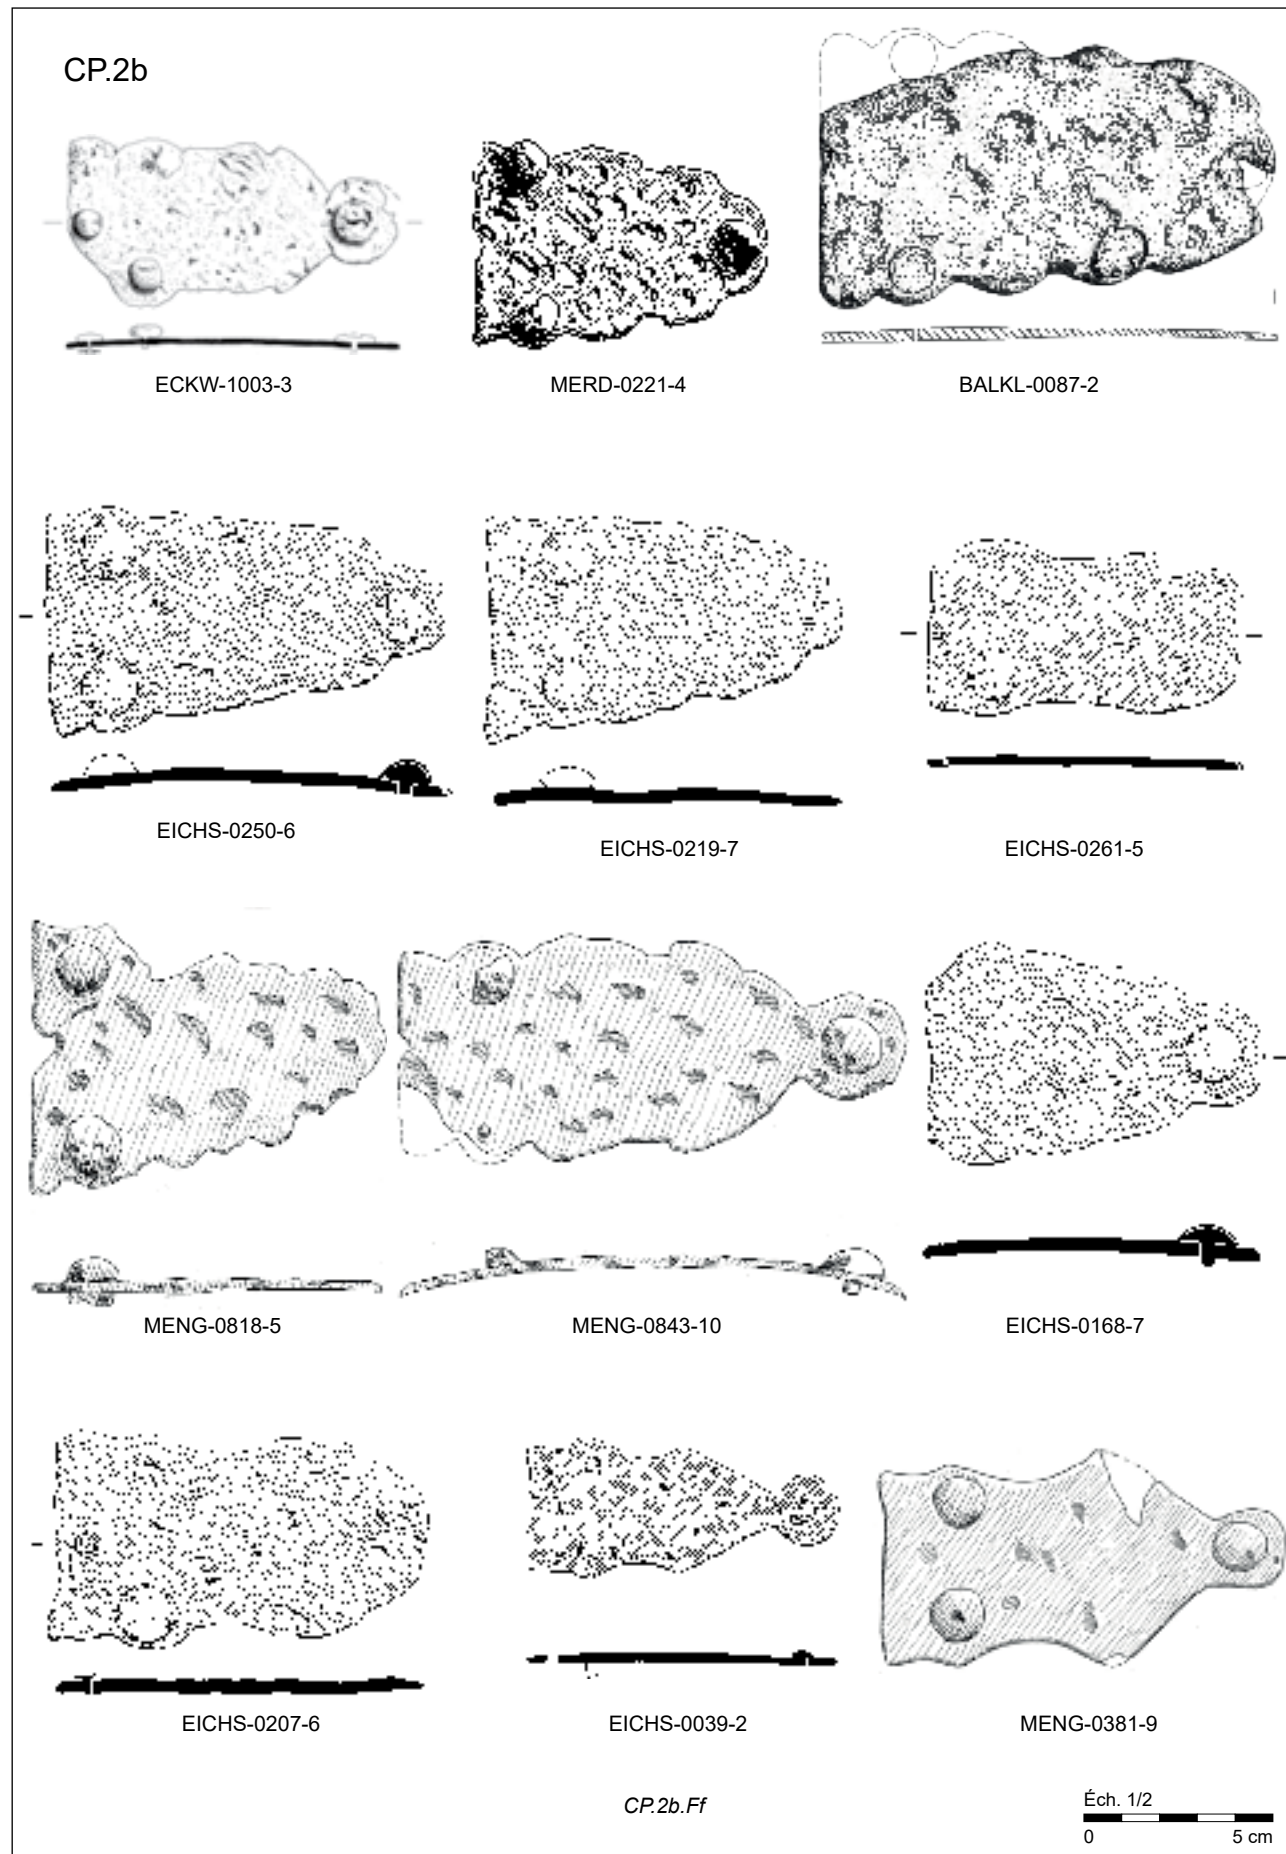 CP.2b
ECKW-1003-3
MERD-0221-4
BALKL-0087-2
EICHS-0250-6
EICHS-0219-7
EICHS-0261-5
MENG-0818-5
MENG-0843-10
EICHS-0168-7
EICHS-0207-6
EICHS-0039-2
MENG-0381-9
CP.2b.Ff
Éch. 1/2
0 5 cm